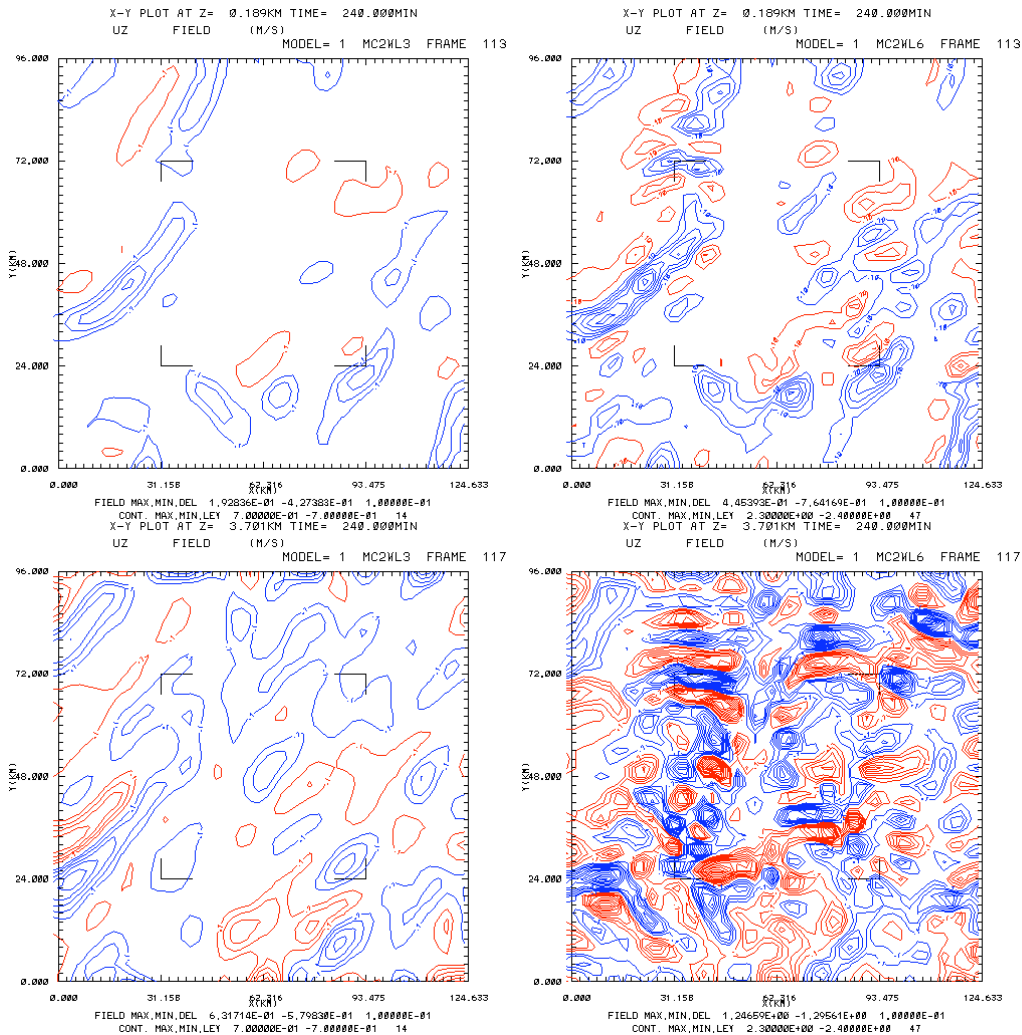 X-Y PLOT AT Z= 0.189KM TIME= 240.000MIN
UZ FIELD (M/S)
MODEL= 1 MC2WL3 FRAME 113
96.000
72.000
48.000
24.000
0.000
Y(KM)
0.000 31.158 62.316 93.475 124.633
X(KM)
FIELD MAX,MIN,DEL 1.92836E-01 -4.27383E-01 1.00000E-01
CONT. MAX,MIN,LEV 7.00000E-01 -7.00000E-01 14
X-Y PLOT AT Z= 0.189KM TIME= 240.000MIN
UZ FIELD (M/S)
MODEL= 1 MC2WL6 FRAME 113
96.000
72.000
48.000
24.000
0.000
Y(KM)
0.000 31.158 62.316 93.475 124.633
X(KM)
FIELD MAX,MIN,DEL 4.45393E-01 -7.64169E-01 1.00000E-01
CONT. MAX,MIN,LEV 2.30000E+00 -2.40000E+00 47
X-Y PLOT AT Z= 3.701KM TIME= 240.000MIN
UZ FIELD (M/S)
MODEL= 1 MC2WL3 FRAME 117
96.000
72.000
48.000
24.000
0.000
Y(KM)
0.000 31.158 62.316 93.475 124.633
X(KM)
FIELD MAX,MIN,DEL 6.31714E-01 -5.79830E-01 1.00000E-01
CONT. MAX,MIN,LEV 7.00000E-01 -7.00000E-01 14
X-Y PLOT AT Z= 3.701KM TIME= 240.000MIN
UZ FIELD (M/S)
MODEL= 1 MC2WL6 FRAME 117
96.000
72.000
48.000
24.000
0.000
Y(KM)
0.000 31.158 62.316 93.475 124.633
X(KM)
FIELD MAX,MIN,DEL 1.24659E+00 -1.29561E+00 1.00000E-01
CONT. MAX,MIN,LEV 2.30000E+00 -2.40000E+00 47